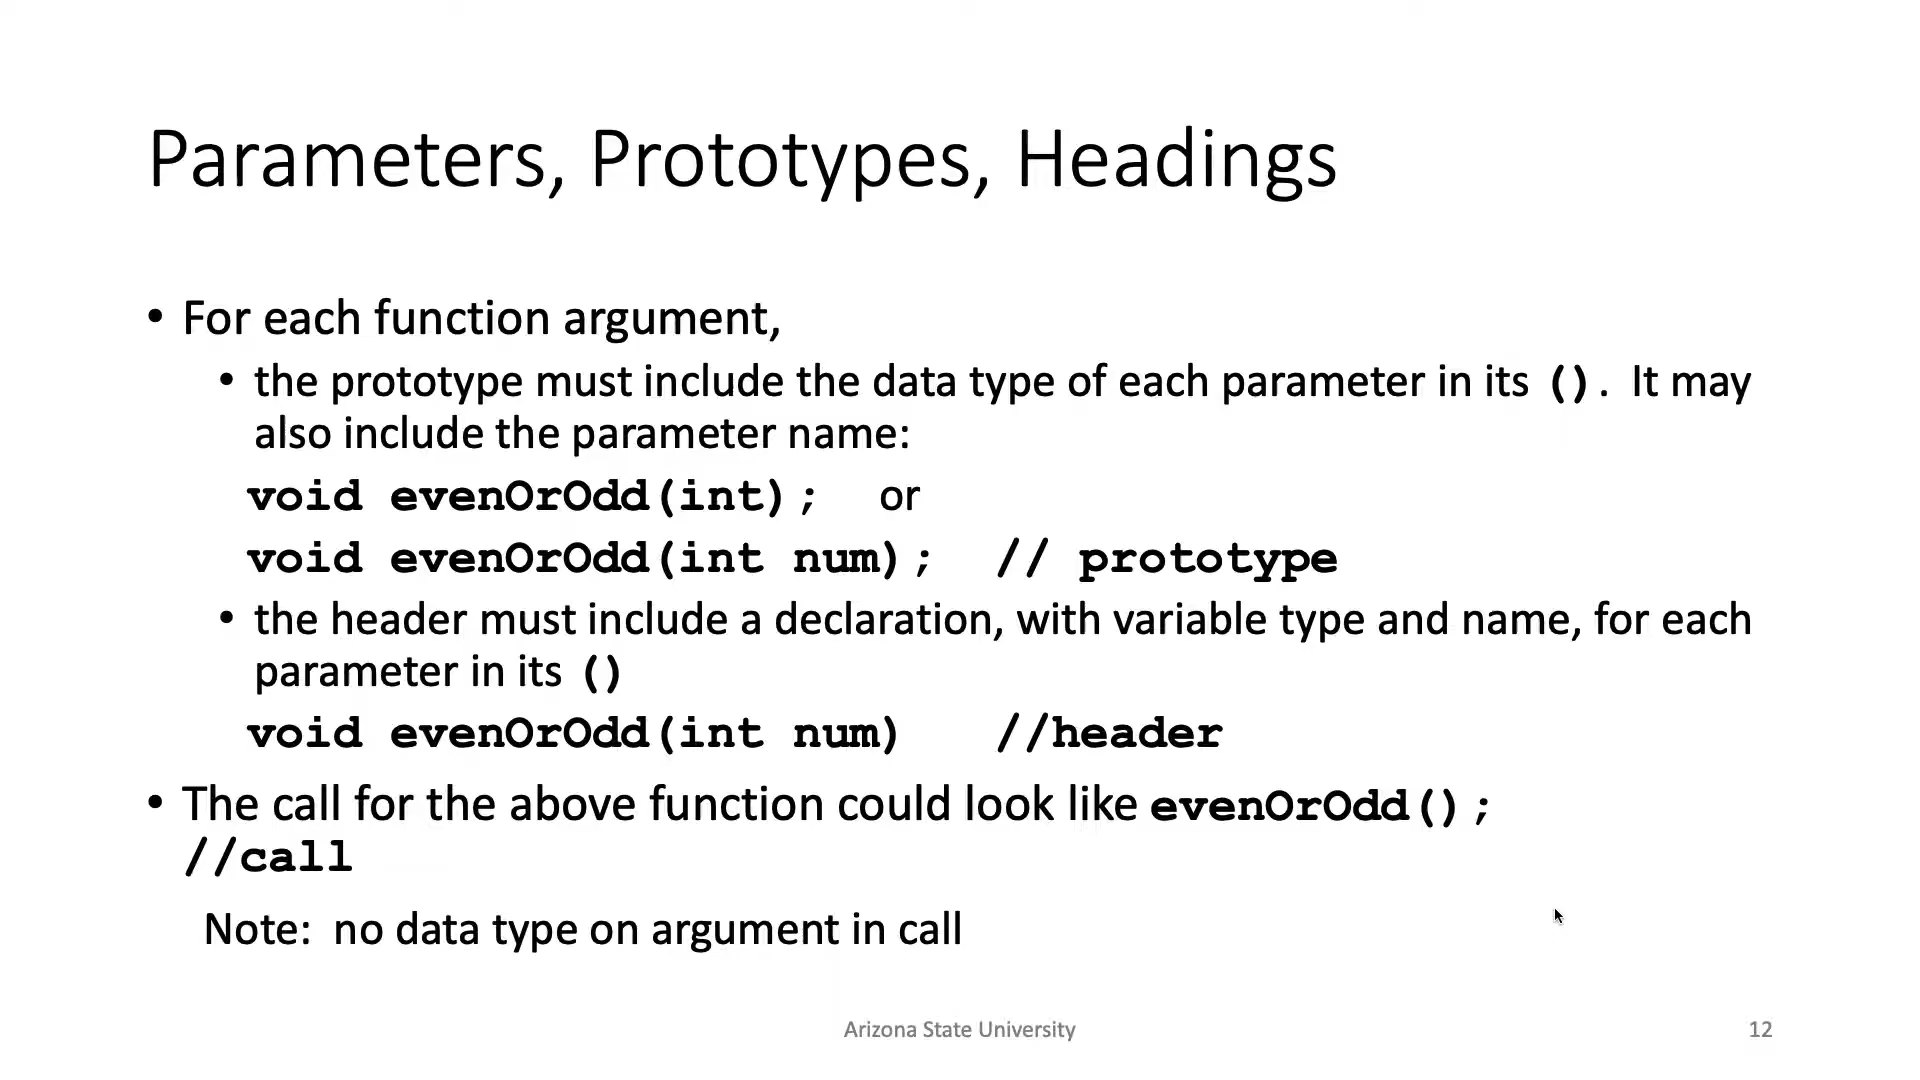 Parameters, Prototypes, Headings
• For each function argument,
• the prototype must include the data type of each parameter in its (). It may
also include the parameter name:
void evenOrOdd(int); or
void evenOrOdd(int num); // prototype
• the header must include a declaration, with variable type and name, for each
parameter in its ()
void evenOrOdd(int num) //header
• The call for the above function could look like evenOrOdd();
//call
Note: no data type on argument in call
Arizona State University
12